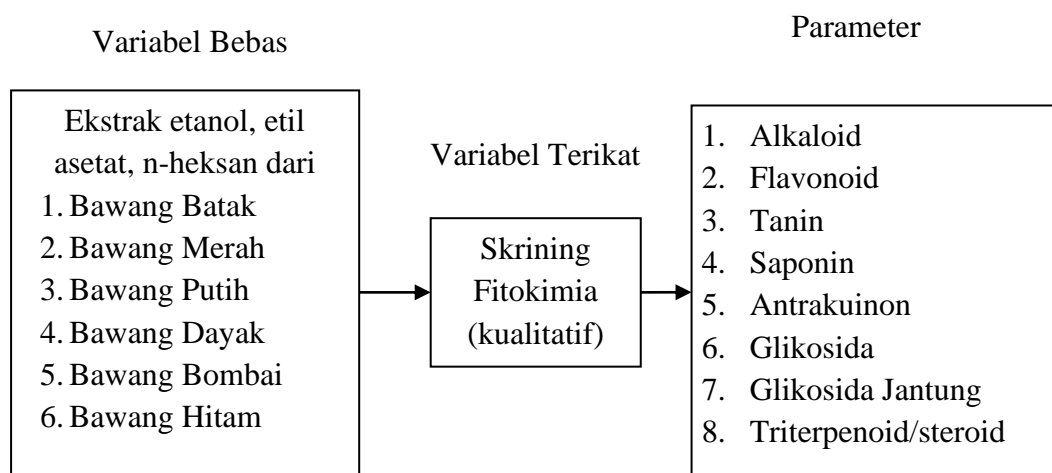 Variabel Bebas
Ekstrak etanol, etil
asetat, n-heksan dari
1. Bawang Batak
2. Bawang Merah
3. Bawang Putih
4. Bawang Dayak
5. Bawang Bombai
6. Bawang Hitam
Variabel Terikat
Skrining
Fitokimia
(kualitatif)
Parameter
1. Alkaloid
2. Flavonoid
3. Tanin
4. Saponin
5. Antrakuinon
6. Glikosida
7. Glikosida Jantung
8. Triterpenoid/steroid